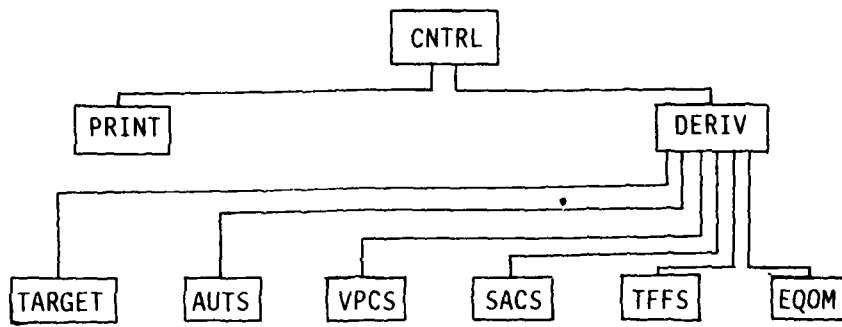 CNTRL
PRINT
DERIV
TARGET
AUTS
VPCS
SACS
TFFS
EQOM